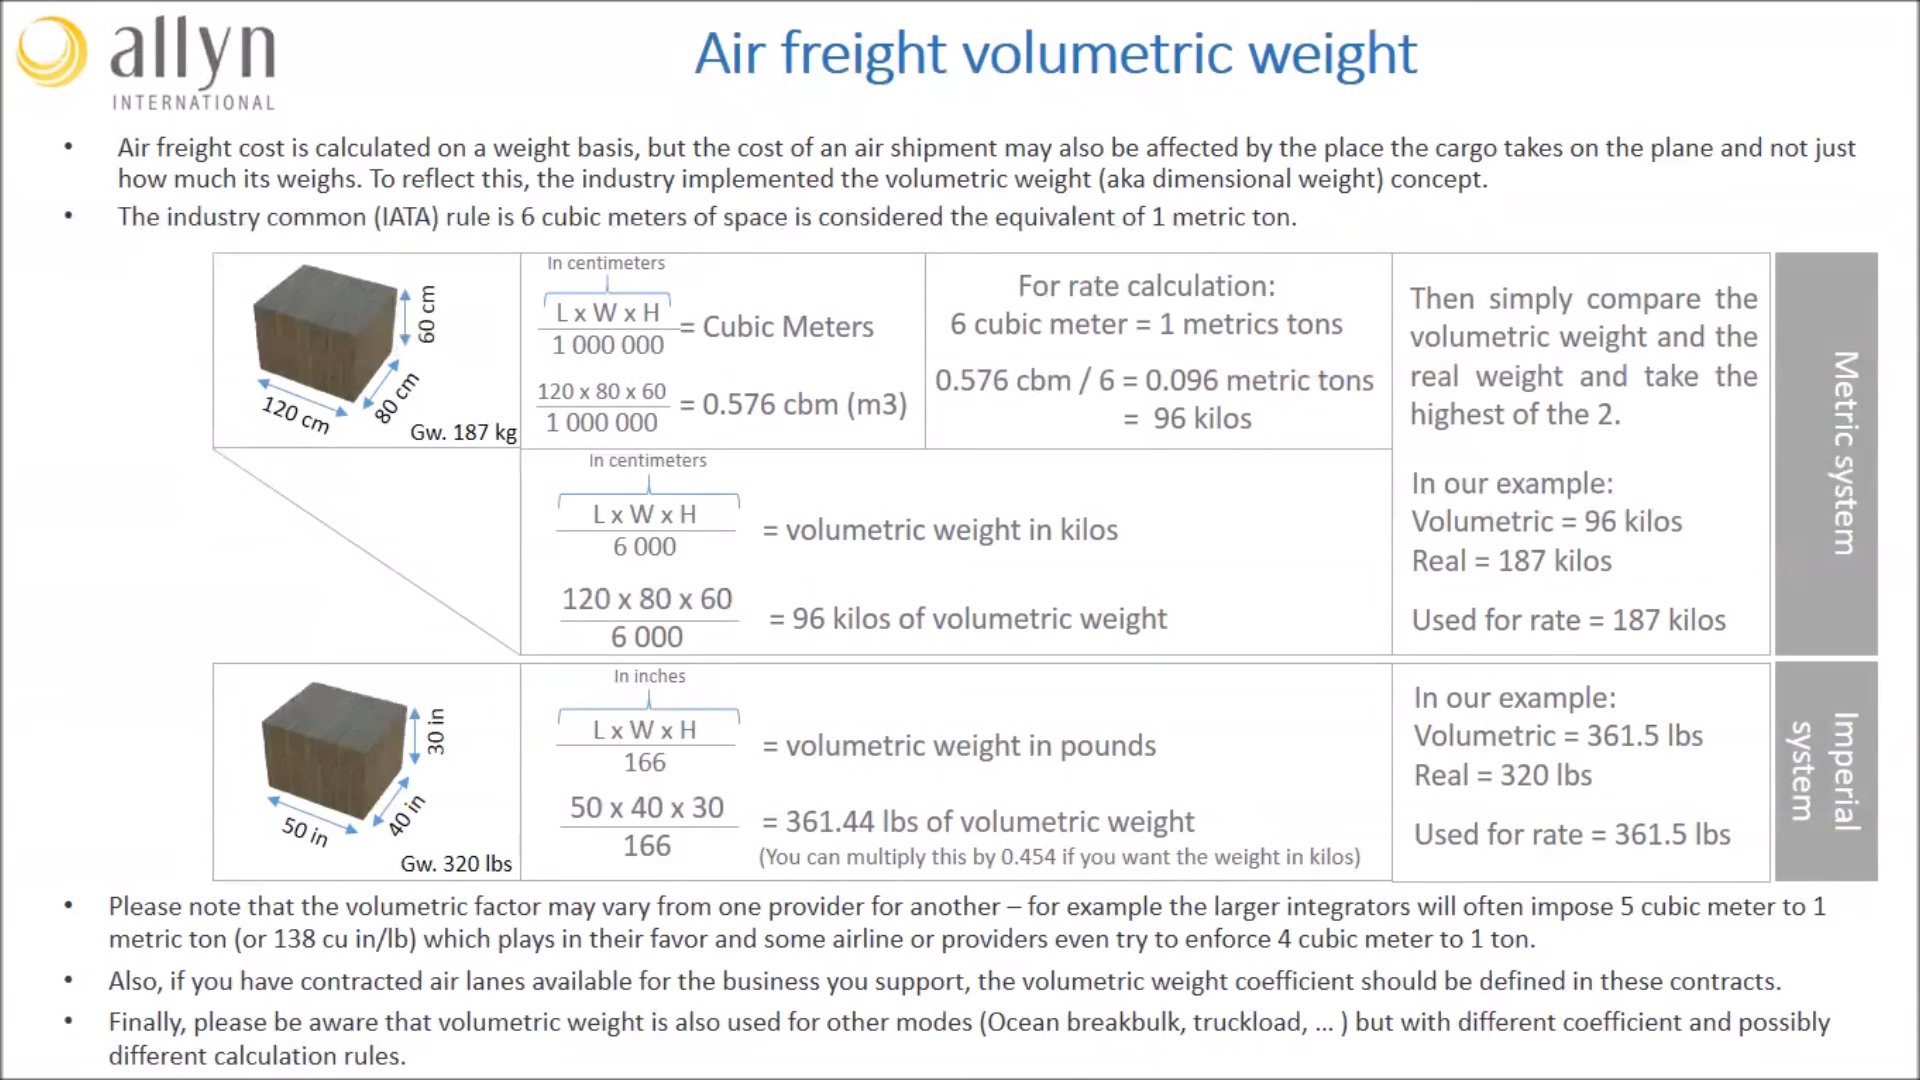 allyn
INTERNATIONAL
Air freight volumetric weight
• Air freight cost is calculated on a weight basis, but the cost of an air shipment may also be affected by the place the cargo takes on the plane and not just
how much its weighs. To reflect this, the industry implemented the volumetric weight (aka dimensional weight) concept.
• The industry common (IATA) rule is 6 cubic meters of space is considered the equivalent of 1 metric ton.
60 cm
80 cm
120 cm
Gw. 187 kg
In centimeters
L x W x H
1 000 000
= Cubic Meters
120 x 80 x 60
1 000 000
= 0.576 cbm (m3)
For rate calculation:
6 cubic meter = 1 metrics tons
0.576 cbm / 6 = 0.096 metric tons
= 96 kilos
In centimeters
L x W x H
6 000
= volumetric weight in kilos
120 x 80 x 60
6 000
= 96 kilos of volumetric weight
Then simply compare the
volumetric weight and the
real weight and take the
highest of the 2.
In our example:
Volumetric = 96 kilos
Real = 187 kilos
Used for rate = 187 kilos
Metric system
30 in
40 in
50 in
Gw. 320 lbs
In inches
L x W x H
166
= volumetric weight in pounds
50 x 40 x 30
166
= 361.44 lbs of volumetric weight
(You can multiply this by 0.454 if you want the weight in kilos)
In our example:
Volumetric = 361.5 lbs
Real = 320 lbs
Used for rate = 361.5 lbs
Imperial
system
• Please note that the volumetric factor may vary from one provider for another – for example the larger integrators will often impose 5 cubic meter to 1
metric ton (or 138 cu in/lb) which plays in their favor and some airline or providers even try to enforce 4 cubic meter to 1 ton.
• Also, if you have contracted air lanes available for the business you support, the volumetric weight coefficient should be defined in these contracts.
• Finally, please be aware that volumetric weight is also used for other modes (Ocean breakbulk, truckload, ... ) but with different coefficient and possibly
different calculation rules.